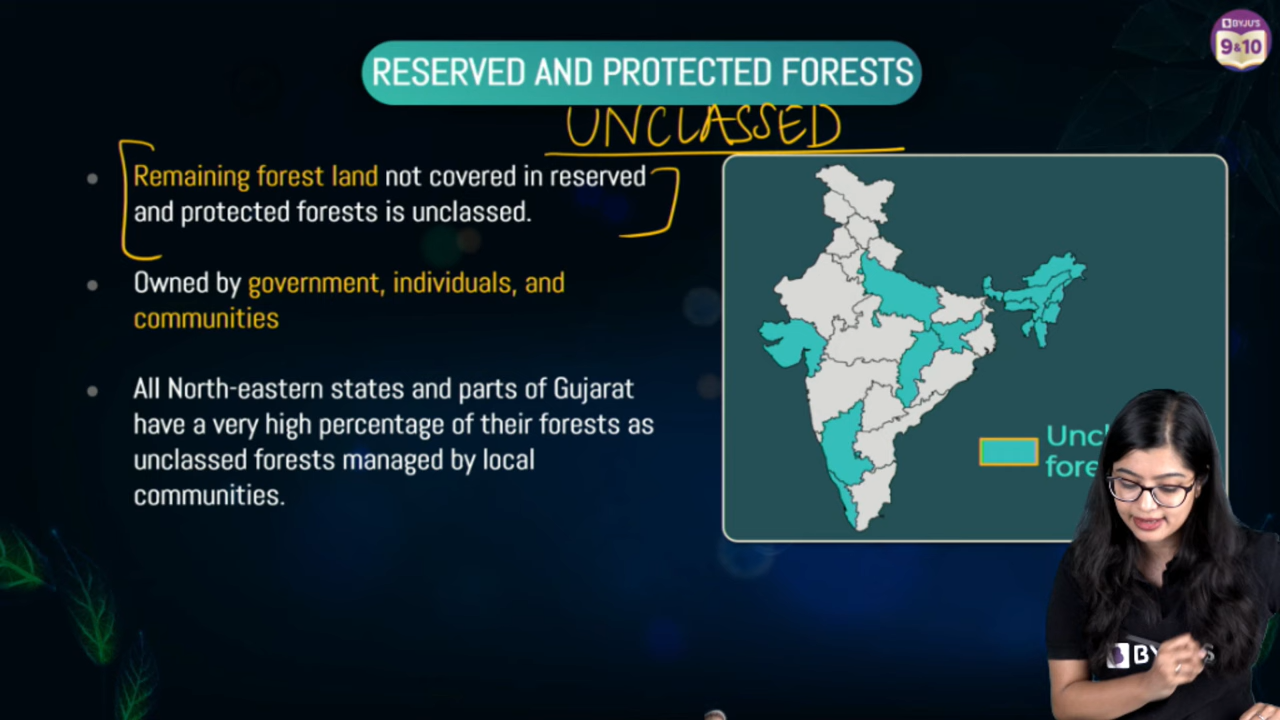 BYJU'S
9&10
RESERVED AND PROTECTED FORESTS
UNCLASSED
Remaining forest land not covered in reserved
and protected forests is unclassed.
Owned by government, individuals, and
communities
All North-eastern states and parts of Gujarat
have a very high percentage of their forests as
unclassed forests managed by local
communities.